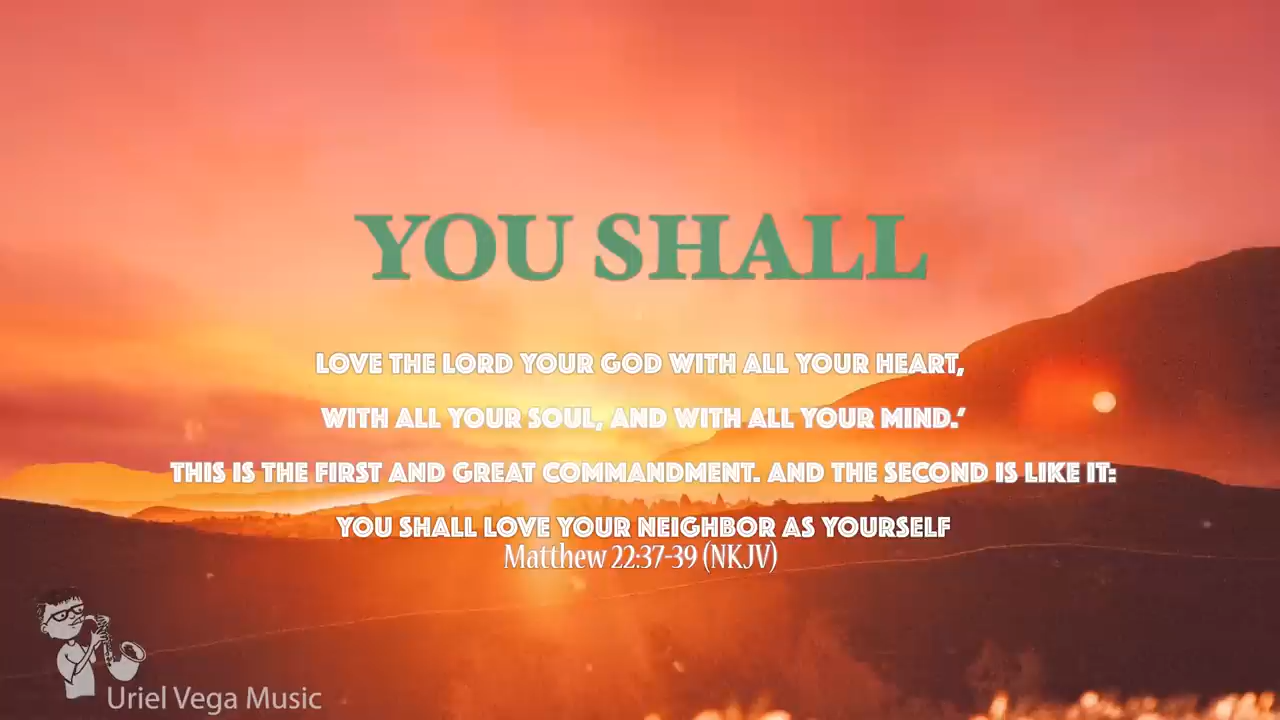 YOU SHALL
LOVE THE LORD YOUR GOD WITH ALL YOUR HEART,
WITH ALL YOUR SOUL, AND WITH ALL YOUR MIND.’
THIS IS THE FIRST AND GREAT COMMANDMENT. AND THE SECOND IS LIKE IT:
YOU SHALL LOVE YOUR NEIGHBOR AS YOURSELF
Matthew 22:37-39 (NKJV)
Uriel Vega Music